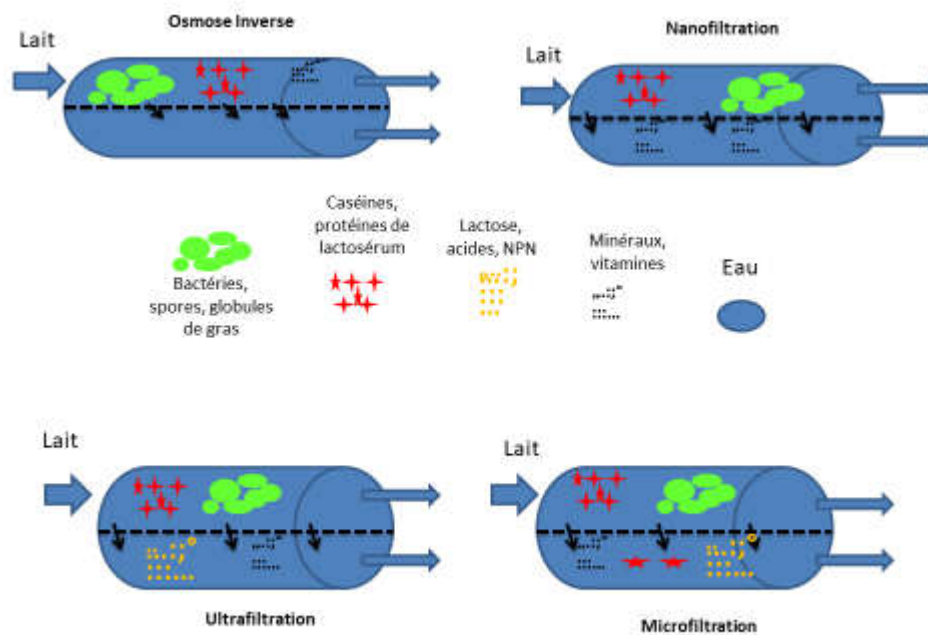 Osmose Inverse
Lait
Nanofiltration
Lait
Bactéries,
spores, globules
de gras
Caséines,
protéines de
lactosérum
Lactose,
acides, NPN
Minéraux,
vitamines
Eau
Lait
Ultrafiltration
Lait
Microfiltration